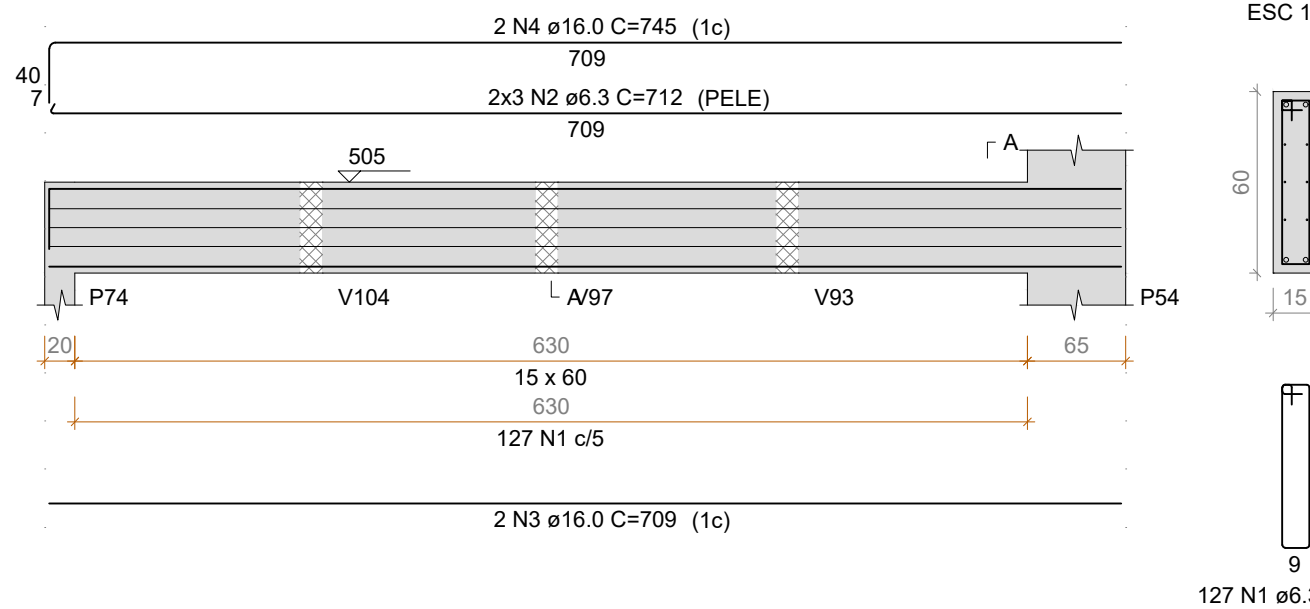 ESC 1
2 N4 ø16.0 C=745 (1c)
709
40
7
2x3 N2 ø6.3 C=712 (PELE)
709
A
505
60
P74
V104
A
V97
V93
P54
15
20
630
65
15 x 60
630
127 N1 c/5
2 N3 ø16.0 C=709 (1c)
9
127 N1 ø6.3